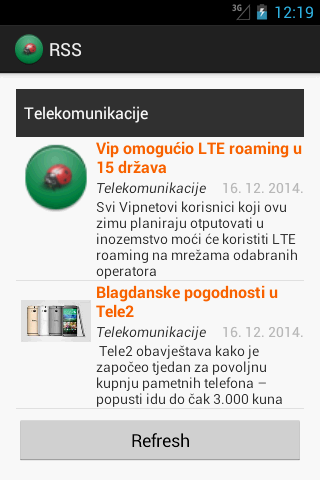 3G
12:19
RSS
Telekomunikacije
Vip omogućio LTE roaming u
15 država
Telekomunikacije 16. 12. 2014.
Svi Vipnetovi korisnici koji ovu
zimu planiraju otputovati u
inozemstvo moći će koristiti LTE
roaming na mrežama odabranih
operatora
Blagdanske pogodnosti u
Tele2
Telekomunikacije 16. 12. 2014.
Tele2 obavještava kako je
započeo tjedan za povoljnu
kupnju pametnih telefona –
popusti idu do čak 3.000 kuna
Refresh